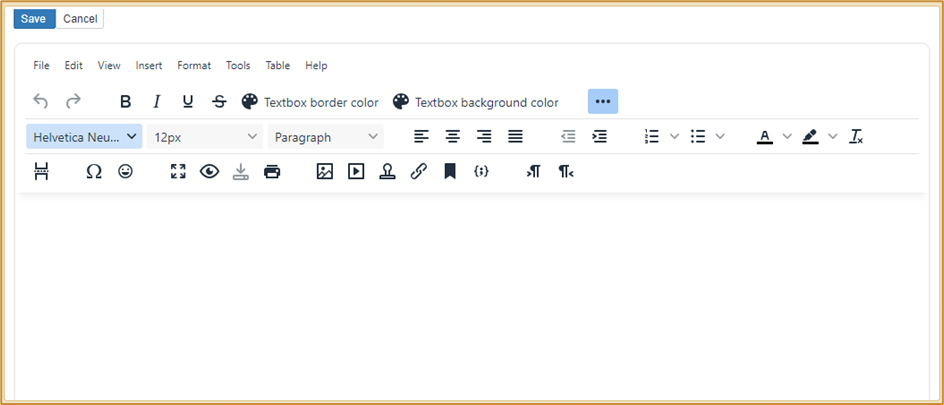 Save Cancel
File Edit View Insert Format Tools Table Help
B I U S Textbox border color Textbox background color ...
Helvetica Neu... 12px Paragraph